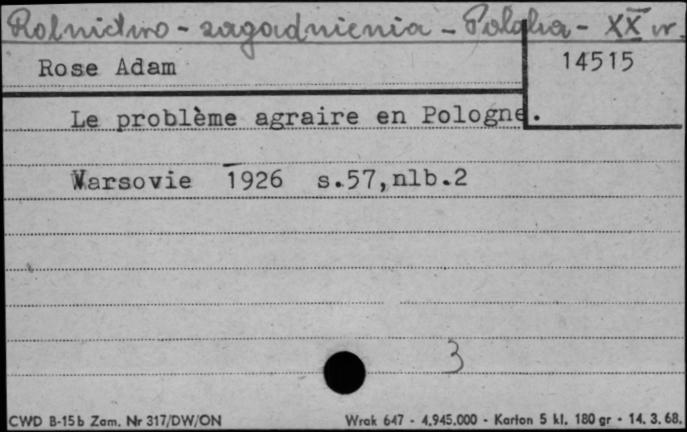 Rolnictwo - zagadnienia - Polska - XX w.
Rose Adam
14515
Le problème agraire en Pologne.
Warsovie 1926 s.57,nlb.2
3
CWD B-15b Zam. Nr 317/DW/ON Wrak 647 - 4.945.000 - Karton 5 kl. 180 gr - 14. 3. 68.